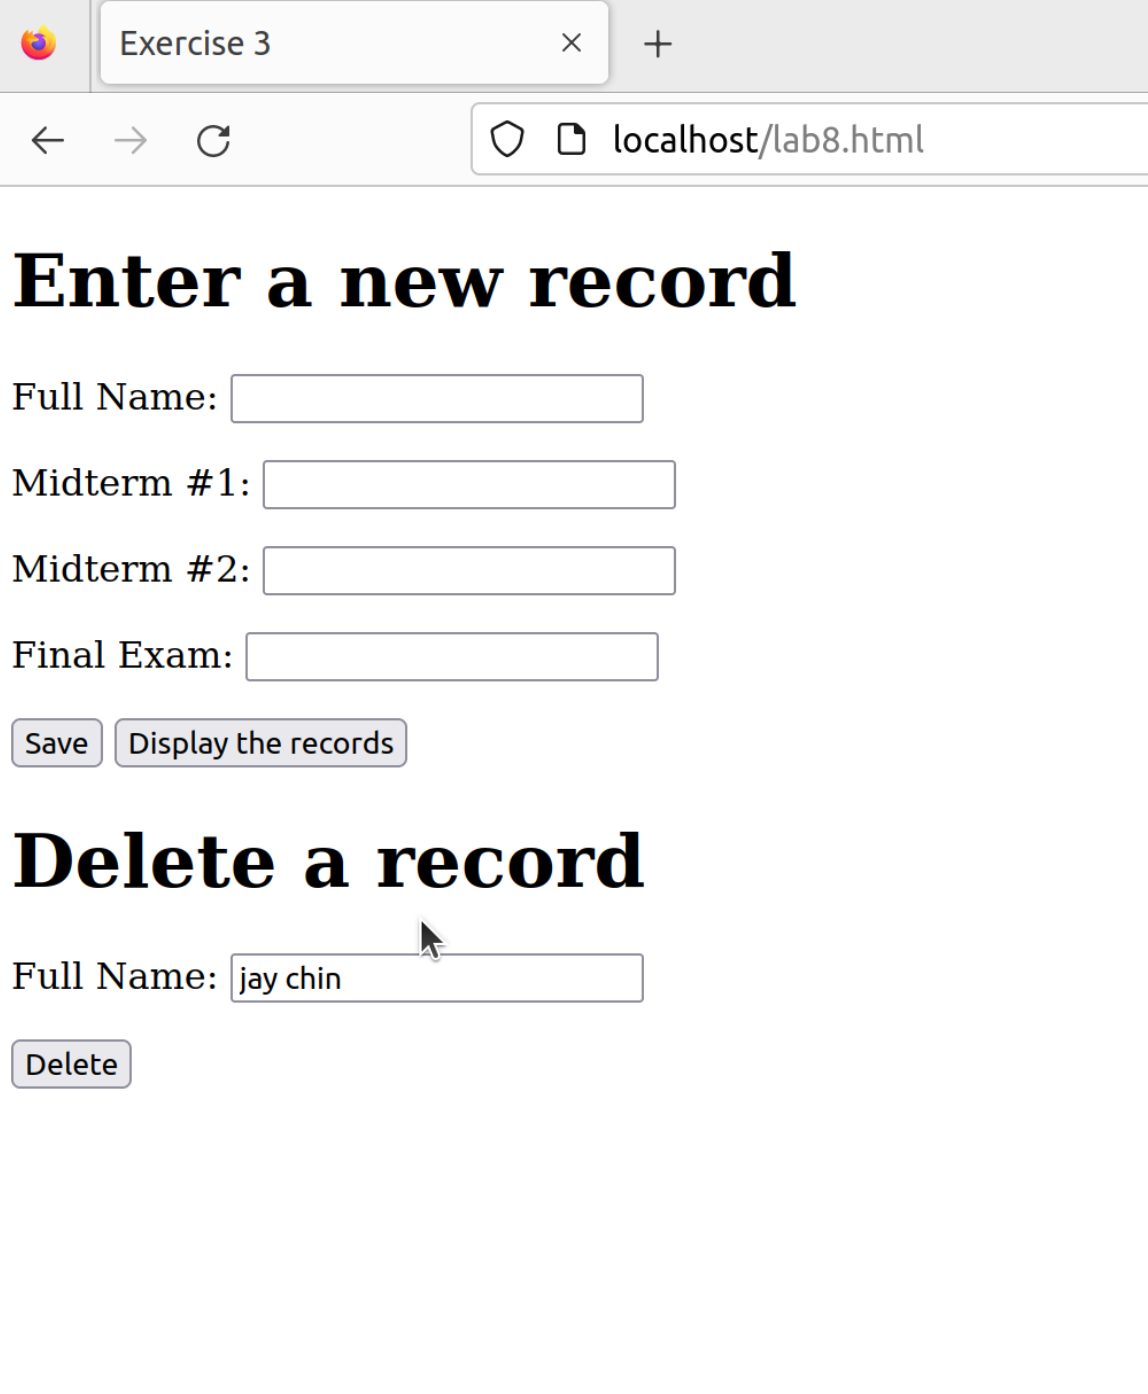 Exercise 3
localhost/lab8.html
Enter a new record
Full Name:
Midterm #1:
Midterm #2:
Final Exam:
Save Display the records
Delete a record
Full Name: jay chin
Delete